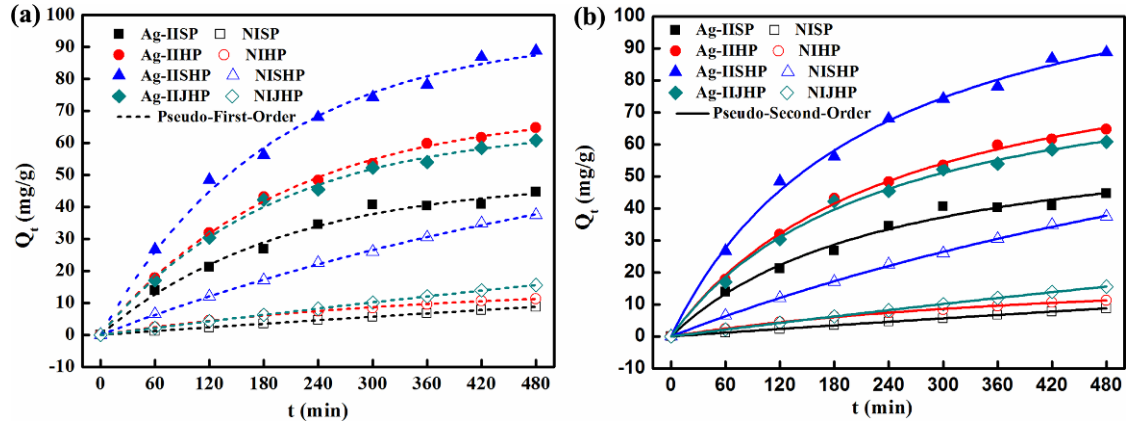 (a)
100
90
80
70
60
50
40
30
20
10
0
-10
Qt (mg/g)
Ag-IISP NISP
Ag-IIHP NIHP
Ag-IISHP NISHP
Ag-IIJHP NIJHP
Pseudo-First-Order
0 60 120 180 240 300 360 420 480
t (min)
(b)
100
90
80
70
60
50
40
30
20
10
0
-10
Qt (mg/g)
Ag-IISP NISP
Ag-IIHP NIHP
Ag-IISHP NISHP
Ag-IIJHP NIJHP
Pseudo-Second-Order
0 60 120 180 240 300 360 420 480
t (min)